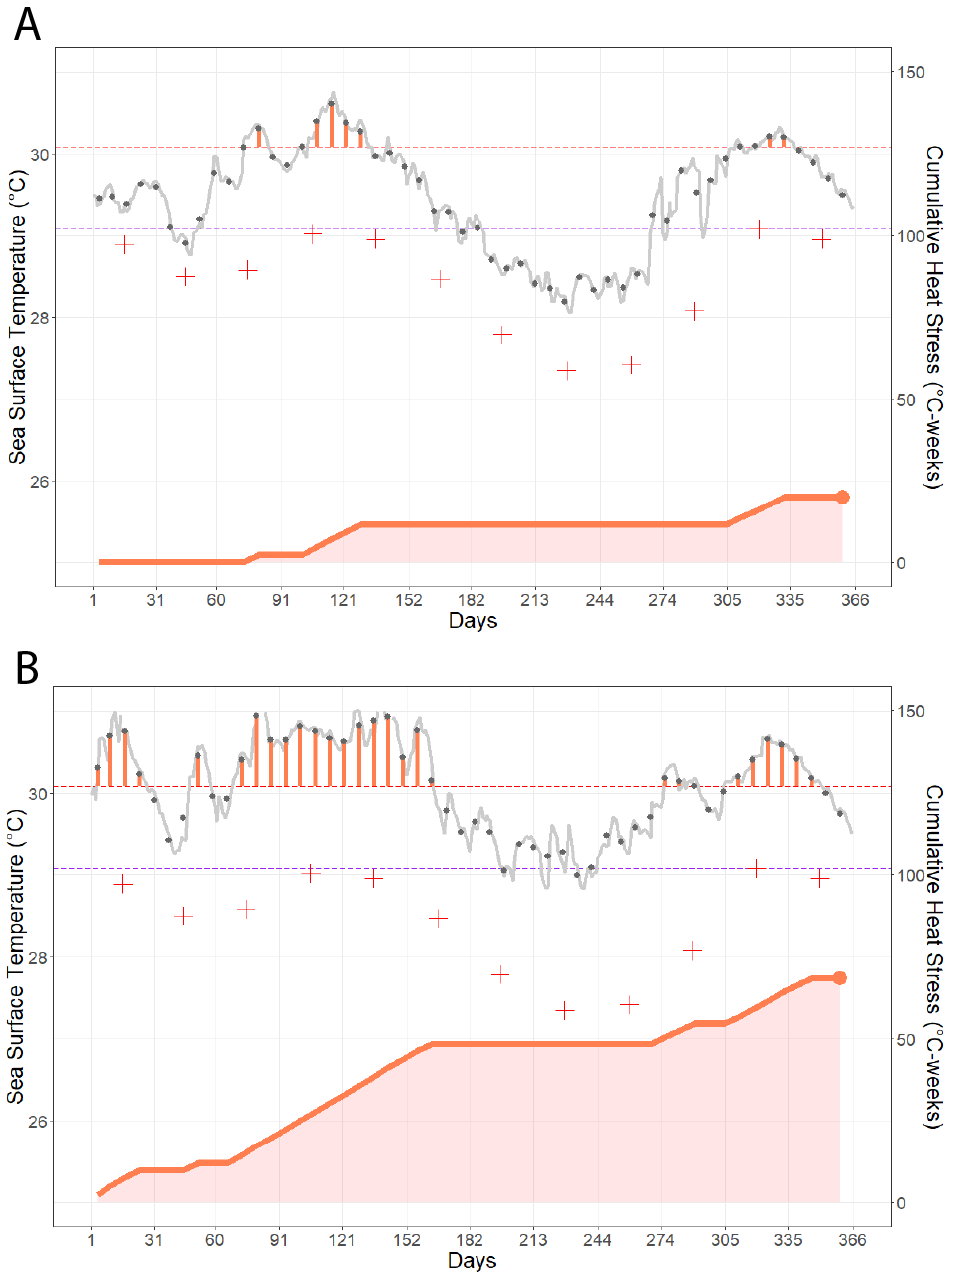 A
150
30
100
28
50
26
0
Sea Surface Temperature (°C)
Cumulative Heat Stress (°C-weeks)
1 31 60 91 121 152 182 213 244 274 305 335 366
Days
B
150
30
100
28
50
26
0
Sea Surface Temperature (°C)
Cumulative Heat Stress (°C-weeks)
1 31 60 91 121 152 182 213 244 274 305 335 366
Days